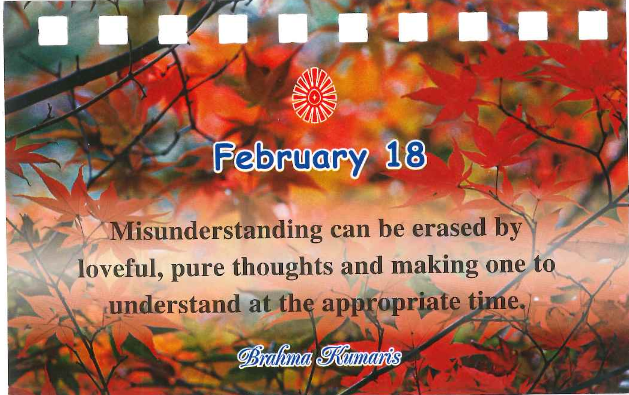 February 18
Misunderstanding can be erased by
loveful, pure thoughts and making one to
understand at the appropriate time.
Brahma Kumaris